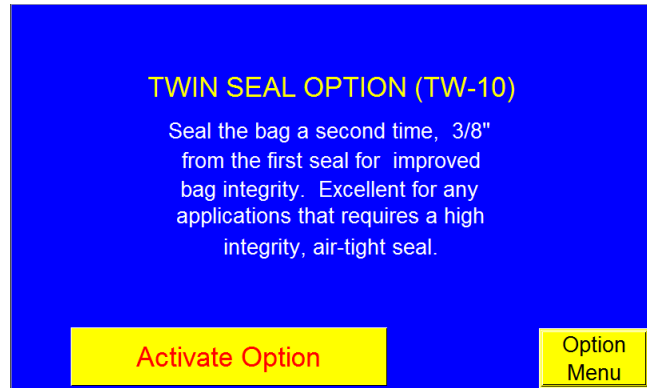 TWIN SEAL OPTION (TW-10)
Seal the bag a second time, 3/8"
from the first seal for improved
bag integrity. Excellent for any
applications that requires a high
integrity, air-tight seal.
Activate Option
Option
Menu